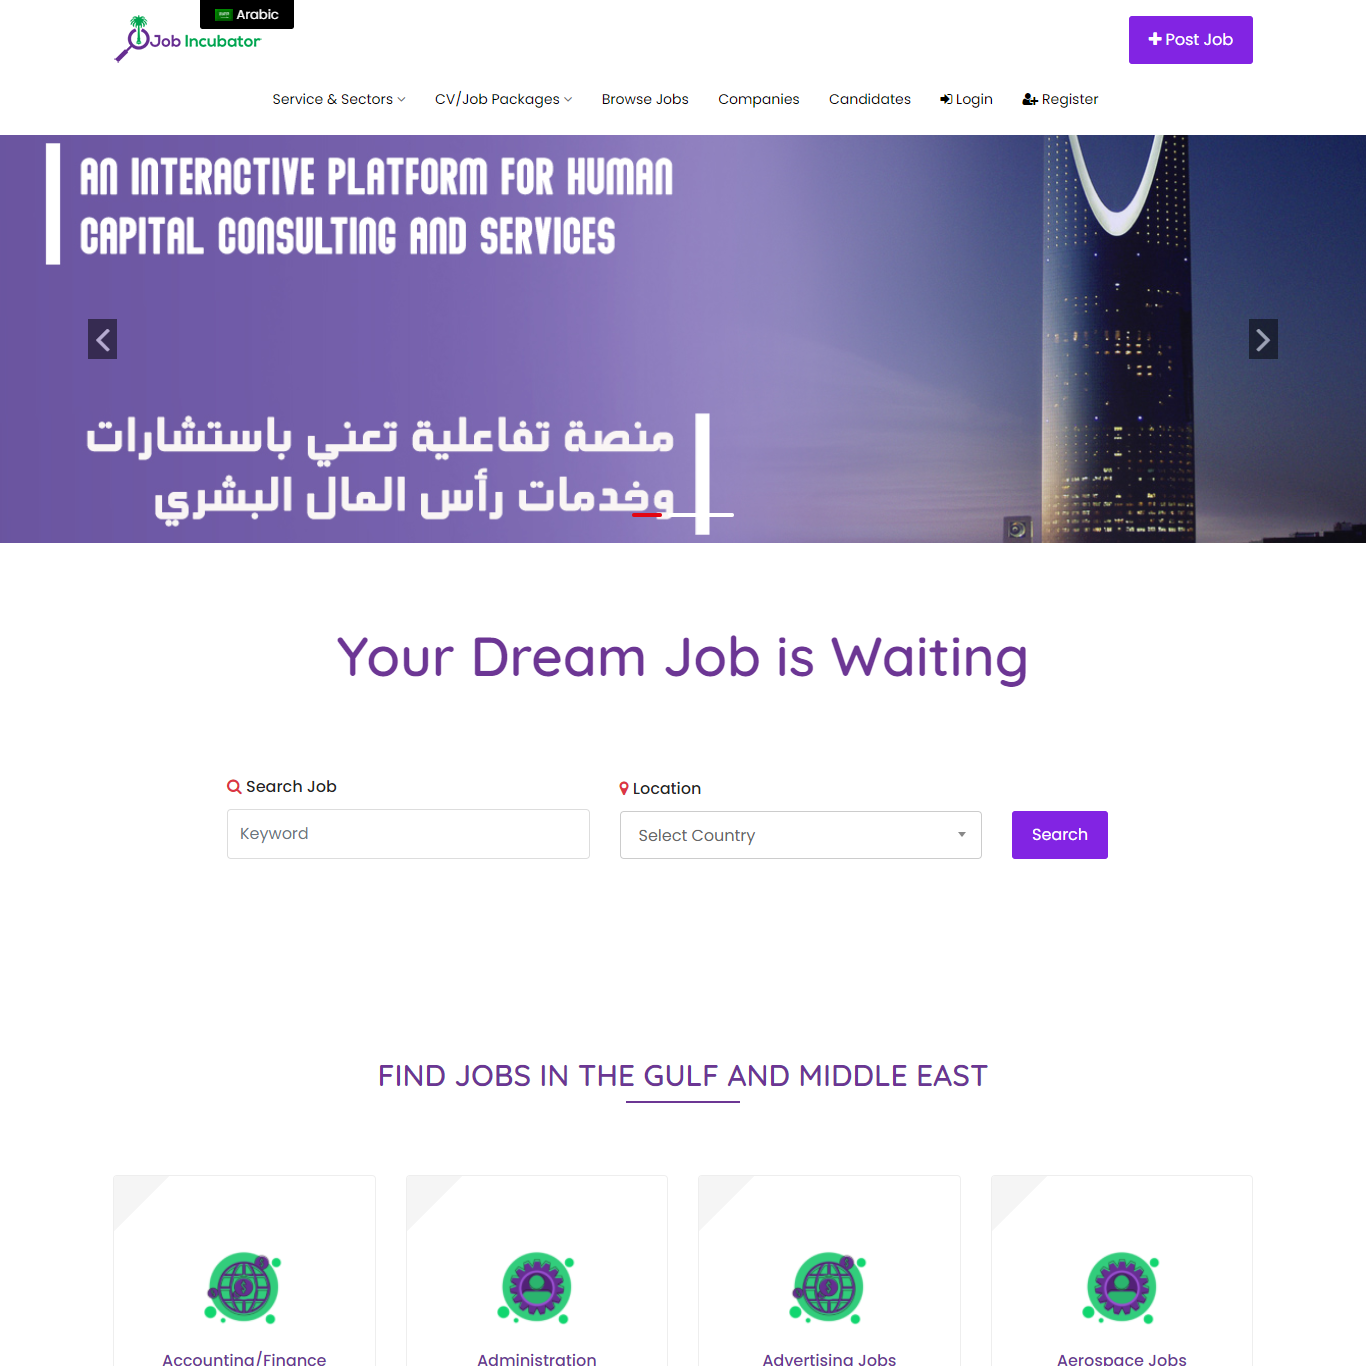 Arabic
Job Incubator
Post Job
Service & Sectors
CV/Job Packages
Browse Jobs
Companies
Candidates
Login
Register
AN INTERACTIVE PLATFORM FOR HUMAN
CAPITAL CONSULTING AND SERVICES
منصة تفاعلية تعني باستشارات
وخدمات رأس المال البشري
Your Dream Job is Waiting
Search Job
Location
Keyword
Select Country
Search
FIND JOBS IN THE GULF AND MIDDLE EAST
Accounting/Finance
Administration
Advertising Jobs
Aerospace Jobs